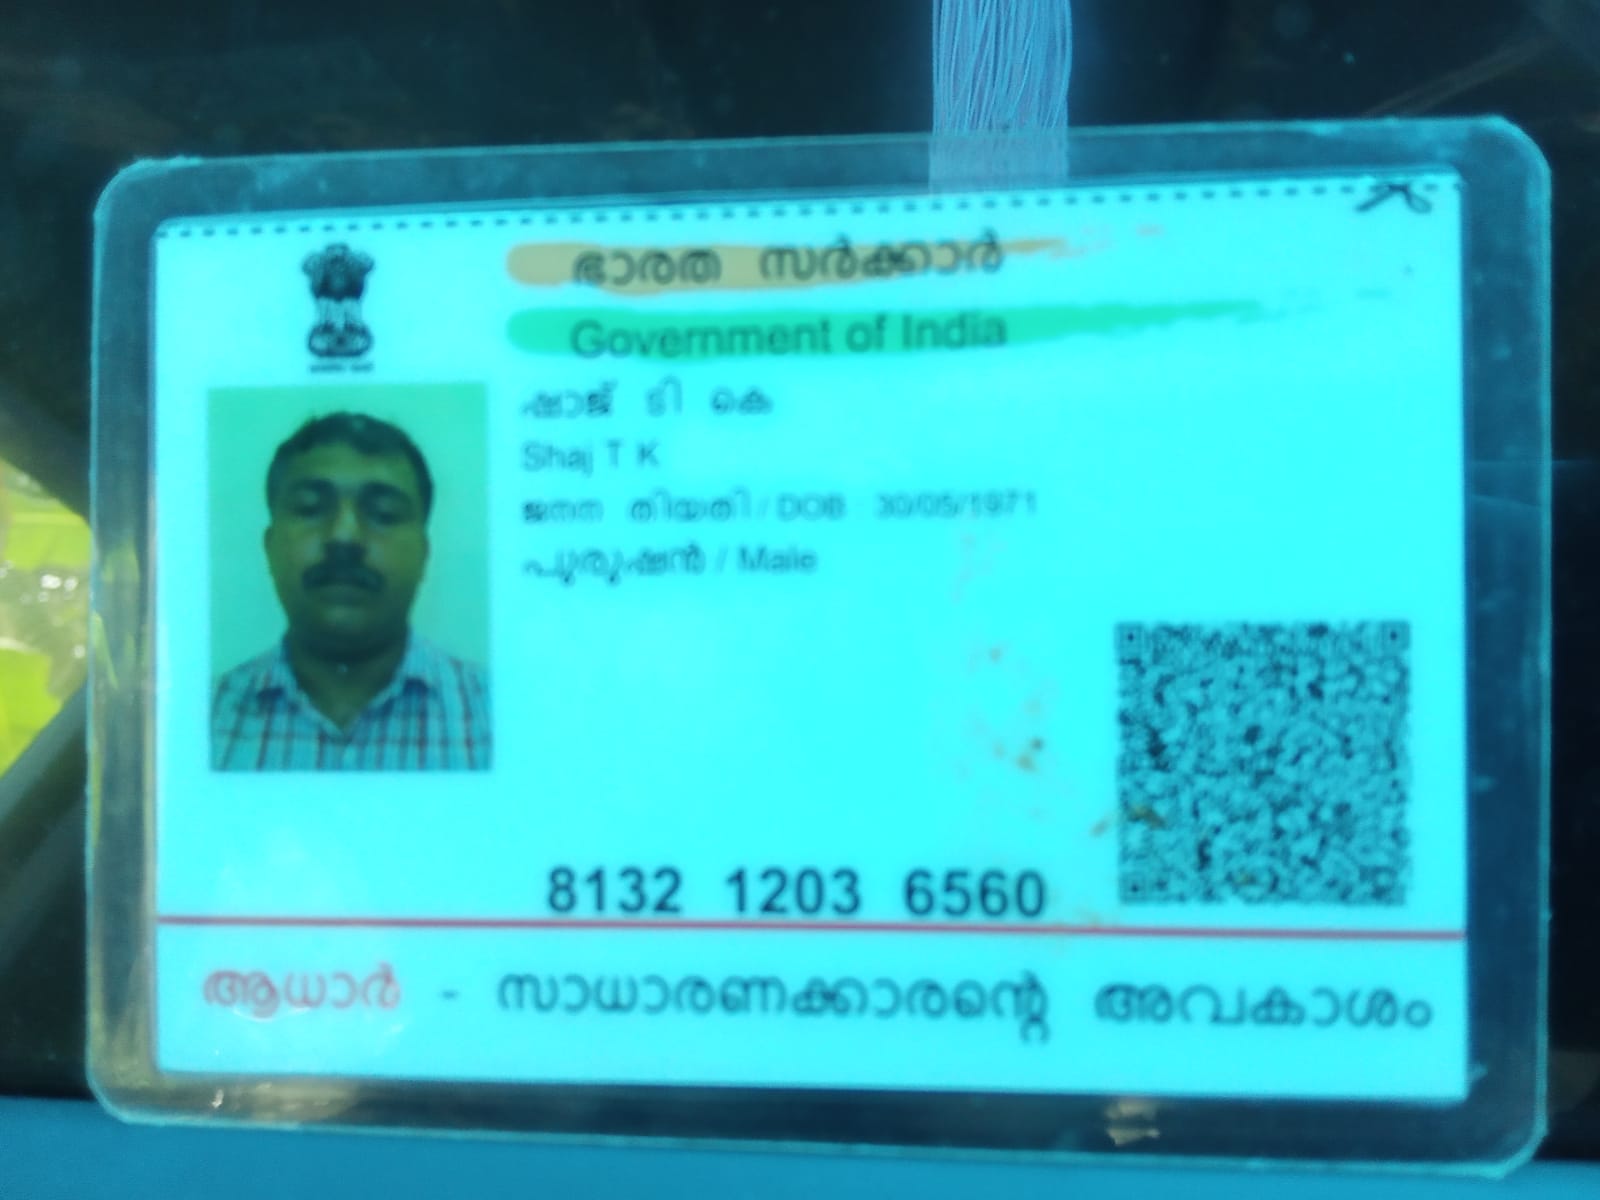 ഭാരത സർക്കാർ
Government of India
ഷാജ് ടി കെ
Shaj T K
ജനന തിയതി / DOB : 30/05/1971
പുരുഷൻ / Male
8132 1203 6560
ആധാർ - സാധാരണക്കാരന്റെ അവകാശം